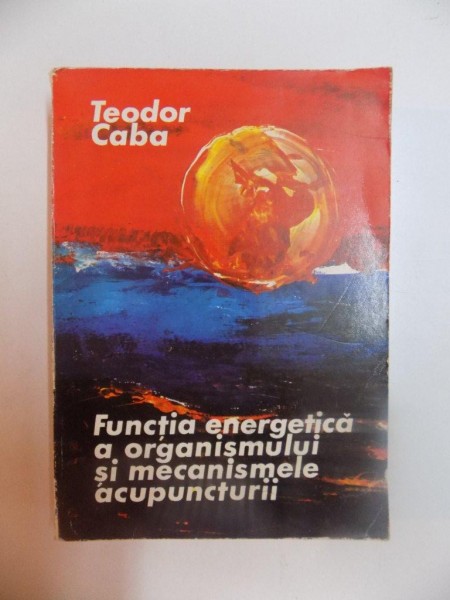 Teodor
Caba
Funcția energetică
a organismului
și mecanismele
acupuncturii